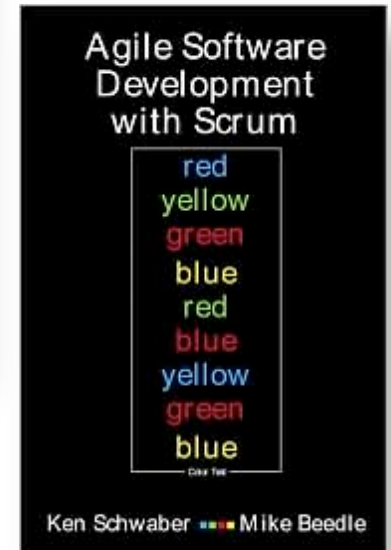 Agile Software
Development
with Scrum
red
yellow
green
blue
red
blue
yellow
green
blue
Color Test
Ken Schwaber Mike Beedle